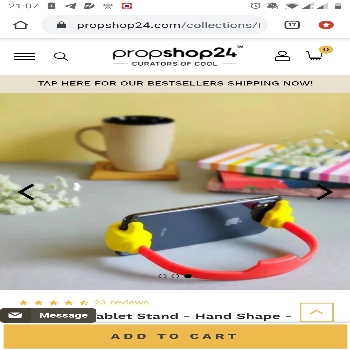 21:07
propshop24.com/collections/
17
propshop24™
CURATORS OF COOL
0
TAP HERE FOR OUR BESTSELLERS SHIPPING NOW!
23 reviews
ablet Stand - Hand Shape -
Message
ADD TO CART